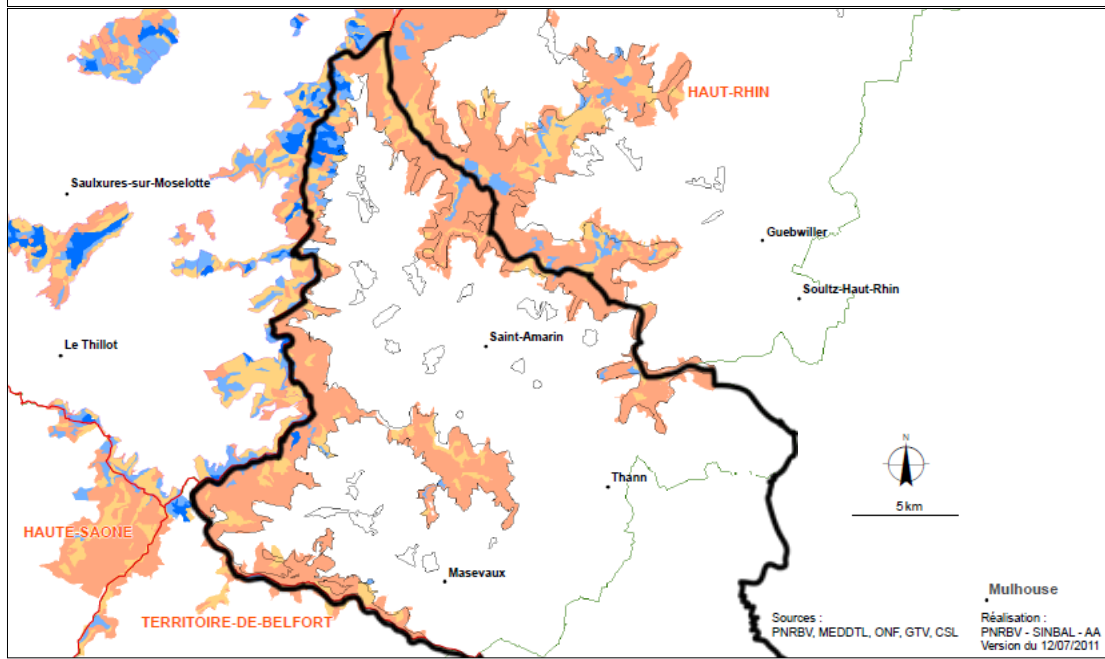 HAUT-RHIN
Saulxures-sur-Moselotte
Guebwiller
Soultz-Haut-Rhin
Saint-Amarin
Le Thillot
N
5 km
Thann
HAUTE-SAONE
Masevaux
TERRITOIRE-DE-BELFORT
Mulhouse
Sources :
PNRBV, MEDDTL, ONF, GTV, CSL
Réalisation :
PNRBV - SINBAL - AA
Version du 12/07/2011